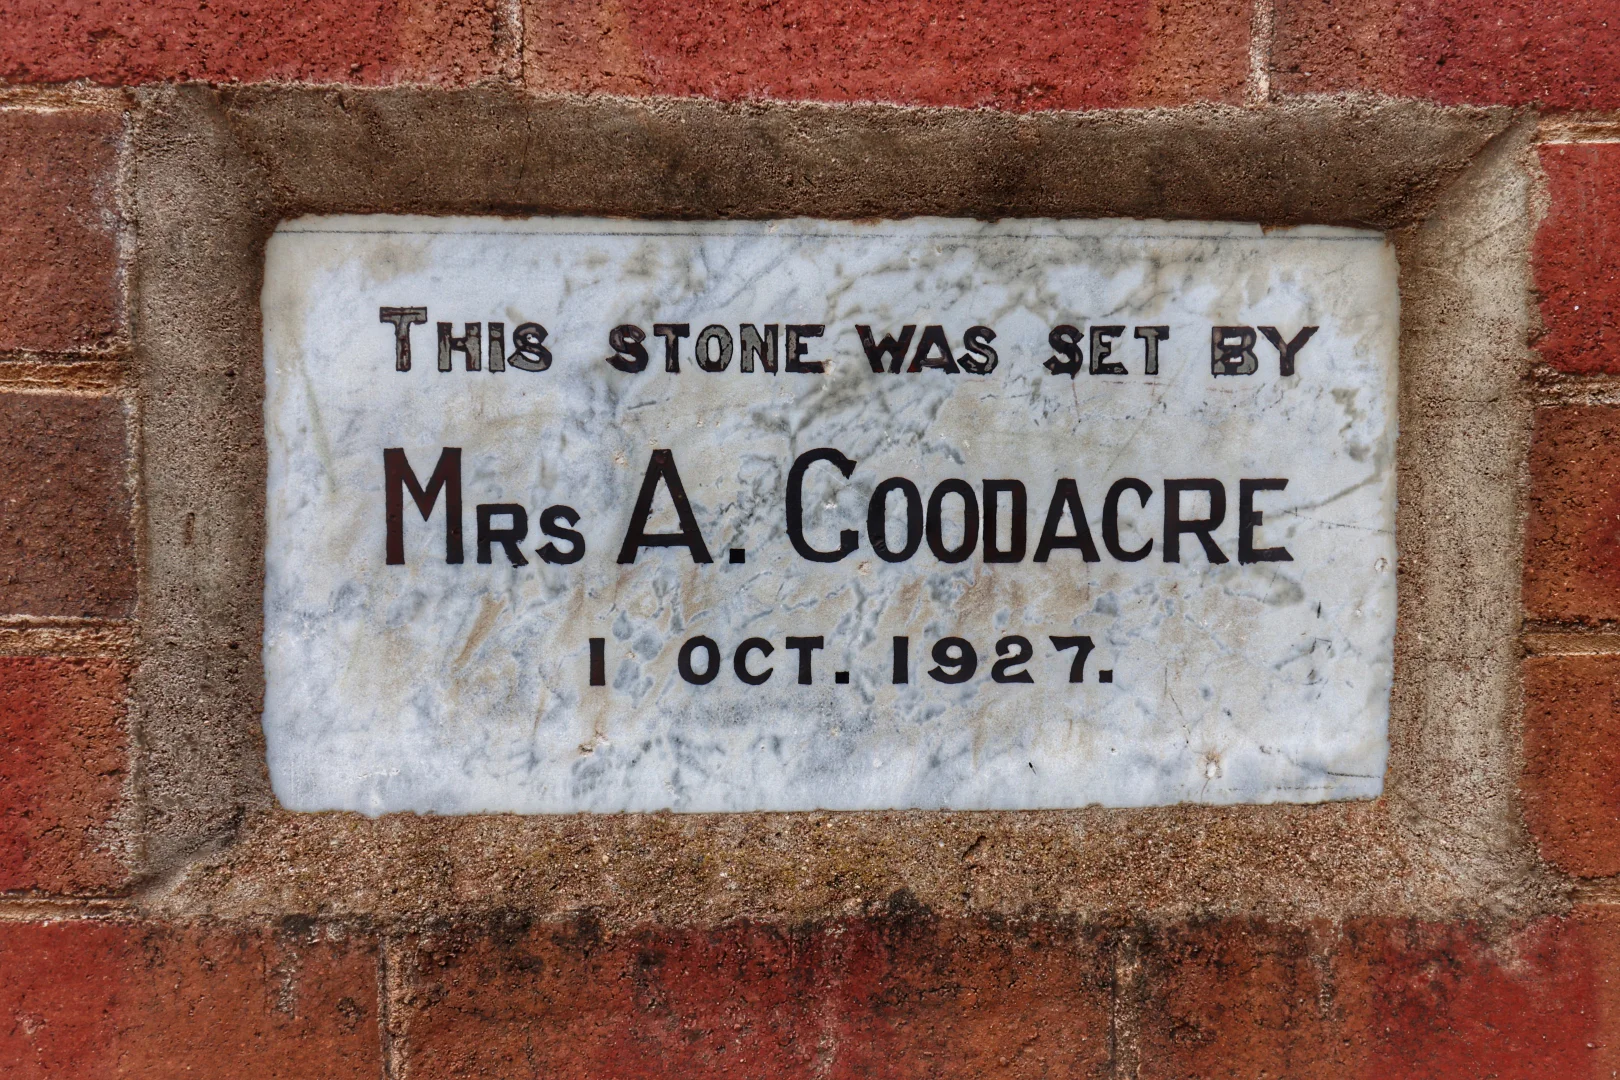 This stone was set by
Mrs A. Goodacre
1 Oct. 1927.